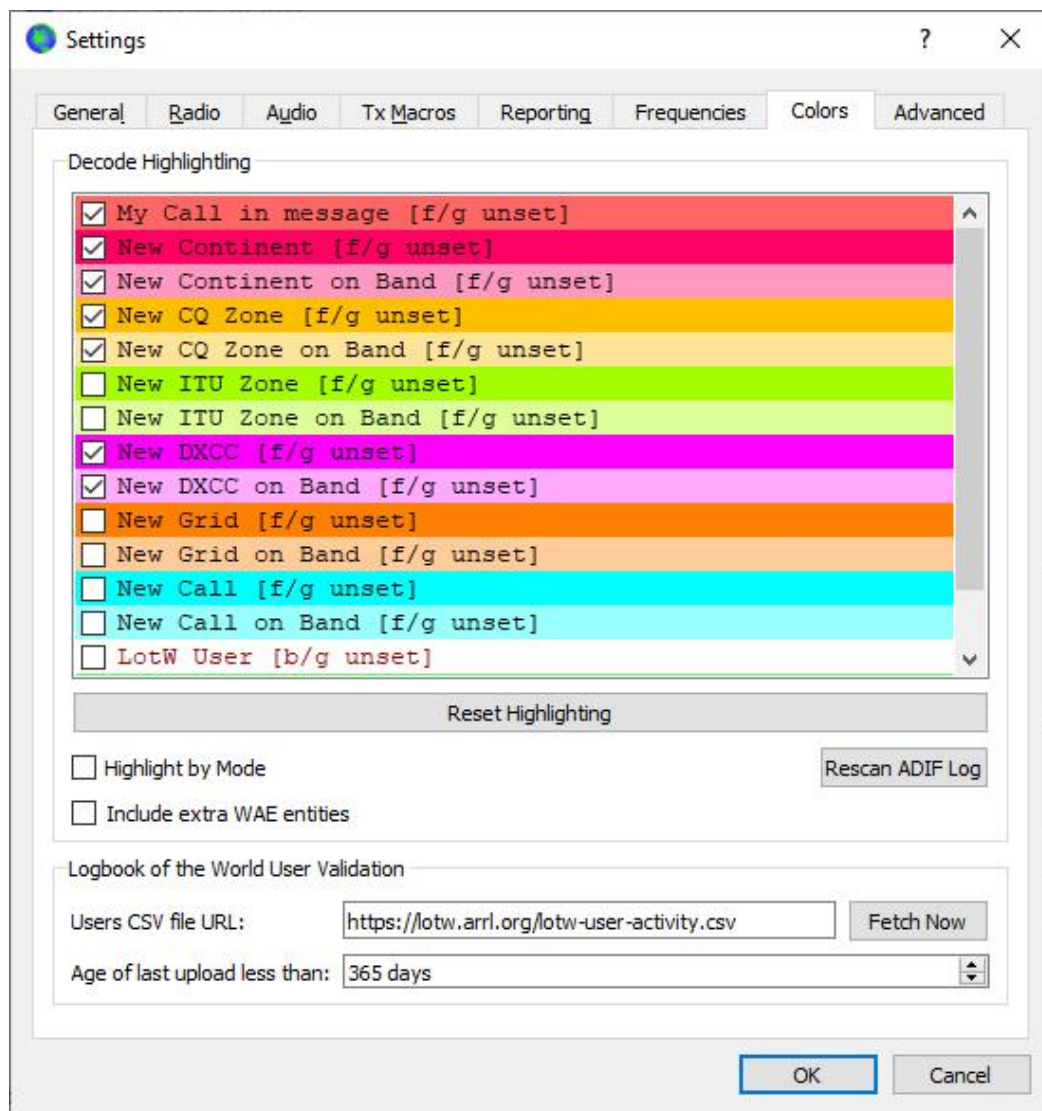 Settings
?
General Radio Audio Tx Macros Reporting Frequencies Colors Advanced
Decode Highlightling
My Call in message [f/g unset]
New Continent [f/g unset]
New Continent on Band [f/g unset]
New CQ Zone [f/g unset]
New CQ Zone on Band [f/g unset]
New ITU Zone [f/g unset]
New ITU Zone on Band [f/g unset]
New DXCC [f/g unset]
New DXCC on Band [f/g unset]
New Grid [f/g unset]
New Grid on Band [f/g unset]
New Call [f/g unset]
New Call on Band [f/g unset]
LotW User [b/g unset]
Reset Highlighting
Highlight by Mode Rescan ADIF Log
Include extra WAE entities
Logbook of the World User Validation
Users CSV file URL: https://lotw.arrl.org/lotw-user-activity.csv Fetch Now
Age of last upload less than: 365 days
OK Cancel